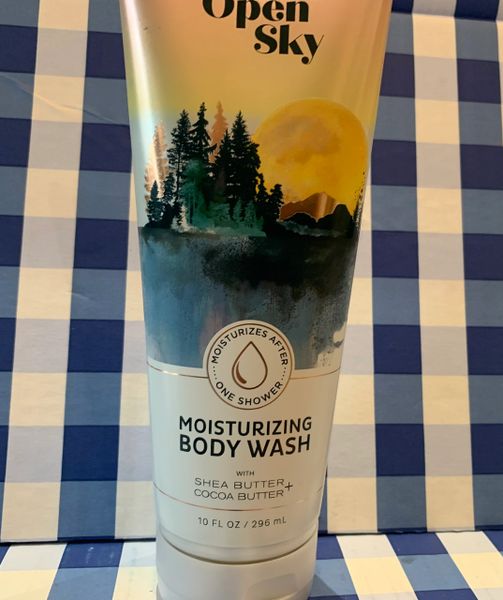 Open
Sky
MOISTURIZES AFTER
ONE SHOWER
MOISTURIZING
BODY WASH
WITH
SHEA BUTTER +
COCOA BUTTER
10 FL OZ / 296 mL